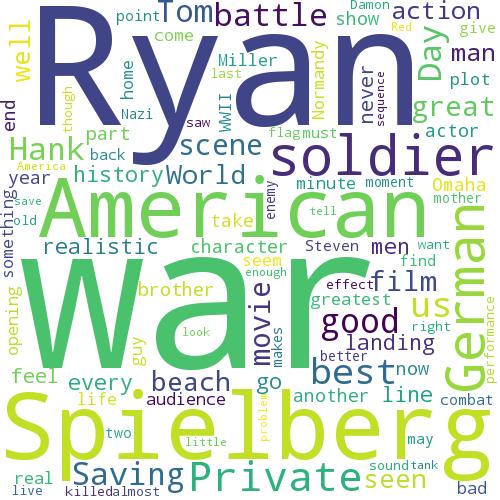 point Tom battle Damon show action
Ryan
well
come
give
Red
though
home
Miller
last
Normandy
never
sequence
Day
man
plot
great
Nazi
saw
WWII
actor
end
Hank
part
scene
flag must
soldier
America
back
history World
enemy
minute moment Omaha
year
mother
save
old
American
take
tell
something
realistic
character Steven men want
seem
find
war
enough
effect film
German
brother
movie
greatest
us
opening
guy
look
makes
good right
landing
performance
better
feel every beach go best now
life audience another line combat
Spielberg
two
problem
may
little
real
Saving Private sound tank
seen
live killed almost bad